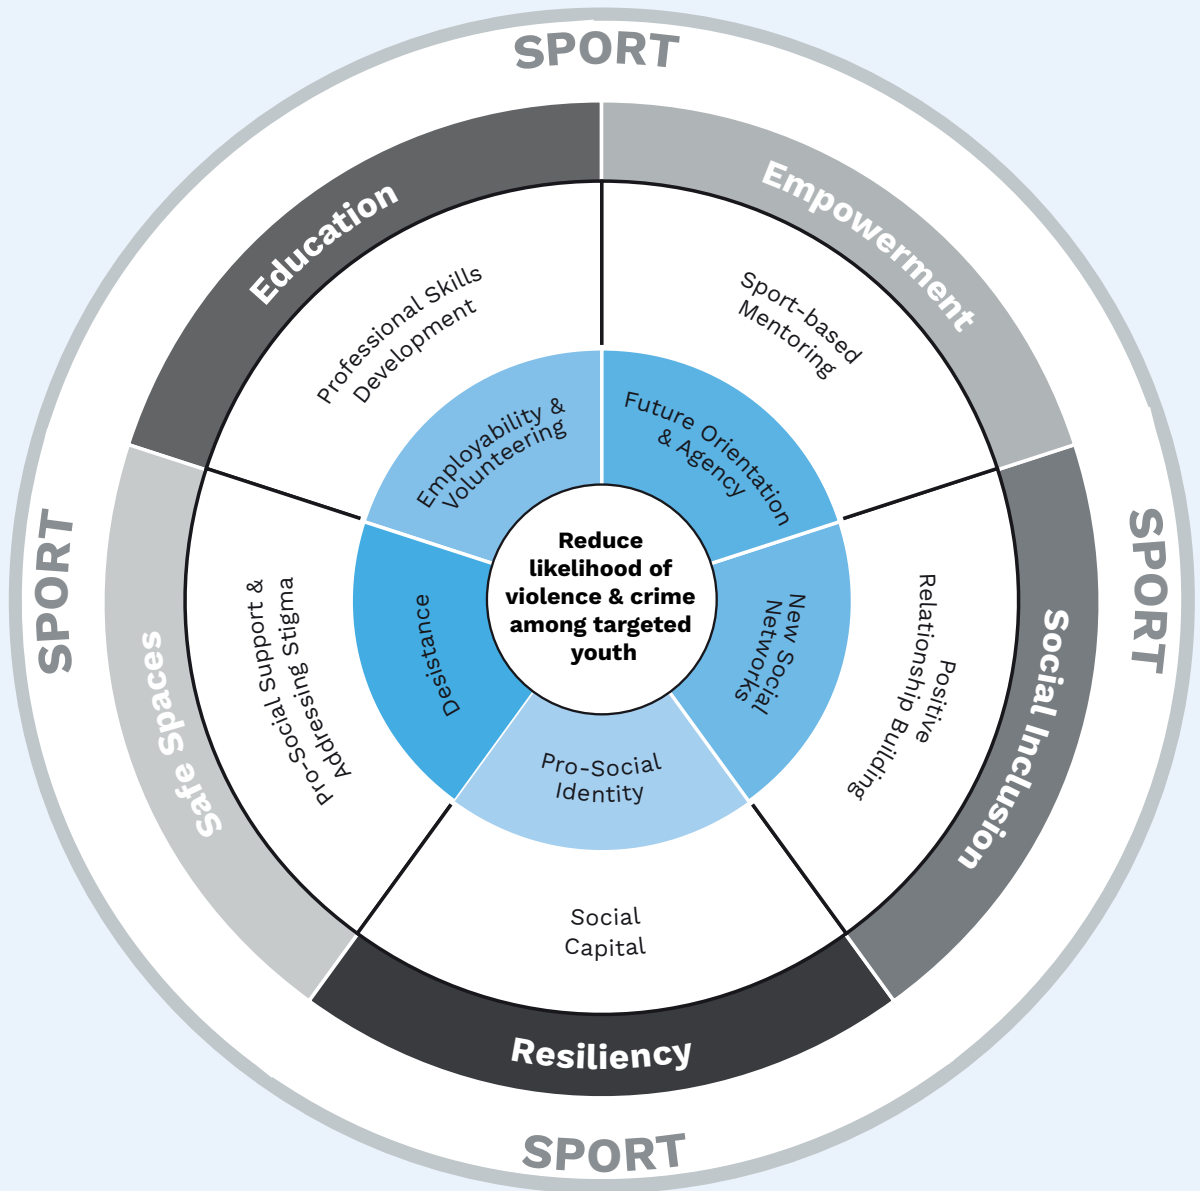 SPORT
Education
Empowerment
Professional Skills
Development
Sport-based
Mentoring
Employability &
Volunteering
Future Orientation
& Agency
SPORT
SPORT
Safe Spaces
Pro-Social Support &
Addressing Stigma
Desistance
Reduce
likelihood of
violence & crime
among targeted
youth
New Social
Networks
Positive
Relationship Building
Social Inclusion
Pro-Social
Identity
Social
Capital
Resiliency
SPORT